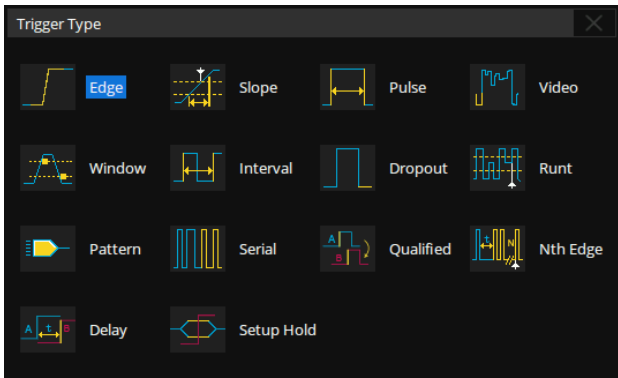 Trigger Type
Edge Slope Pulse Video
Window Interval Dropout Runt
Pattern Serial A B Qualified t N Nth Edge
A t B Delay Setup Hold